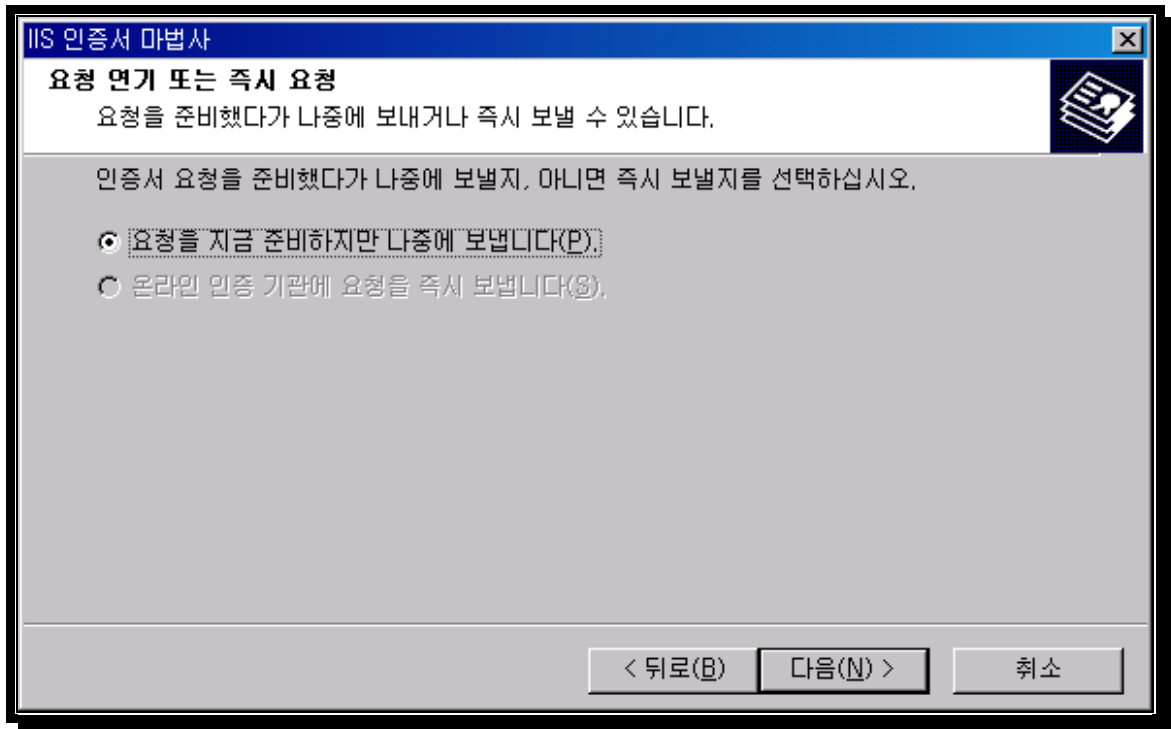 IIS 인증서 마법사
요청 연기 또는 즉시 요청
요청을 준비했다가 나중에 보내거나 즉시 보낼 수 있습니다.
인증서 요청을 준비했다가 나중에 보낼지, 아니면 즉시 보낼지를 선택하십시오.
요청을 지금 준비하지만 나중에 보냅니다(P).
온라인 인증 기관에 요청을 즉시 보냅니다(S).
< 뒤로(B) 다음(N) > 취소